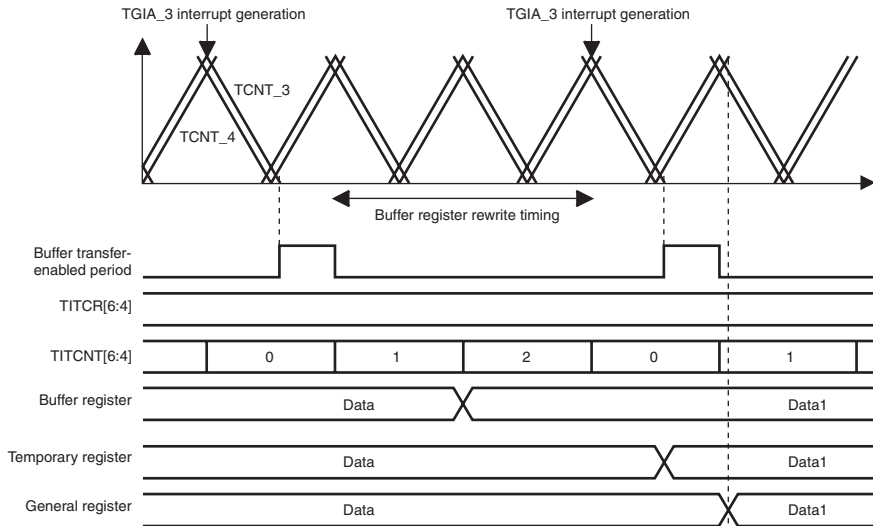 TGIA_3 interrupt generation
TGIA_3 interrupt generation
TCNT_3
TCNT_4
Buffer register rewrite timing
Buffer transfer-
enabled period
TITCR[6:4]
TITCNT[6:4]
0
1
2
0
1
Buffer register
Data
Data1
Temporary register
Data
Data1
General register
Data
Data1